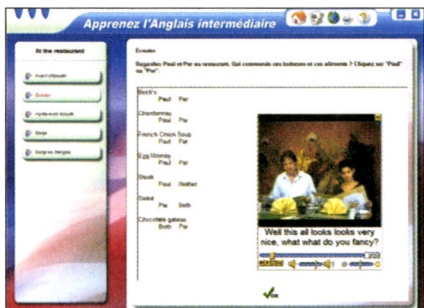 Apprenez l'Anglais intermédiaire
At the restaurant
Ecouter
Regardez Paul et Pat au restaurant. Qui commande ces boissons et ces aliments ? Cliquez sur "Paul"
ou "Pat".
Beck's
Paul Pat
Chardonnay
Paul Pat
French Onion Soup
Paul Pat
Egg Mornay
Paul Pat
Steak
Paul Neither
Salad
Pat Both
Chocolate gateau
Both Pat
Well this all looks looks very
nice, what what do you fancy?